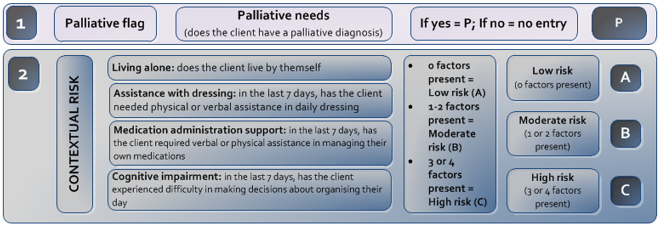 1
Palliative flag
Palliative needs
(does the client have a palliative diagnosis)
If yes = P; If no = no entry
P
2
CONTEXTUAL RISK
Living alone: does the client live by themself
Assistance with dressing: in the last 7 days, has the client
needed physical or verbal assistance in daily dressing
Medication administration support: in the last 7 days, has
the client required verbal or physical assistance in managing their
own medications
Cognitive impairment: in the last 7 days, has the client
experienced difficulty in making decisions about organising their
day
• 0 factors
present =
Low risk (A)
• 1-2 factors
present =
Moderate
risk (B)
• 3 or 4
factors
present =
High risk (C)
Low risk
(0 factors present)
A
Moderate risk
(1 or 2 factors
present)
B
High risk
(3 or 4 factors
present)
C